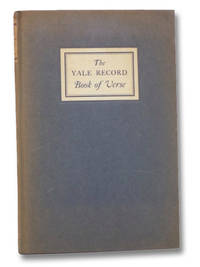 The
YALE RECORD
Book of Verse